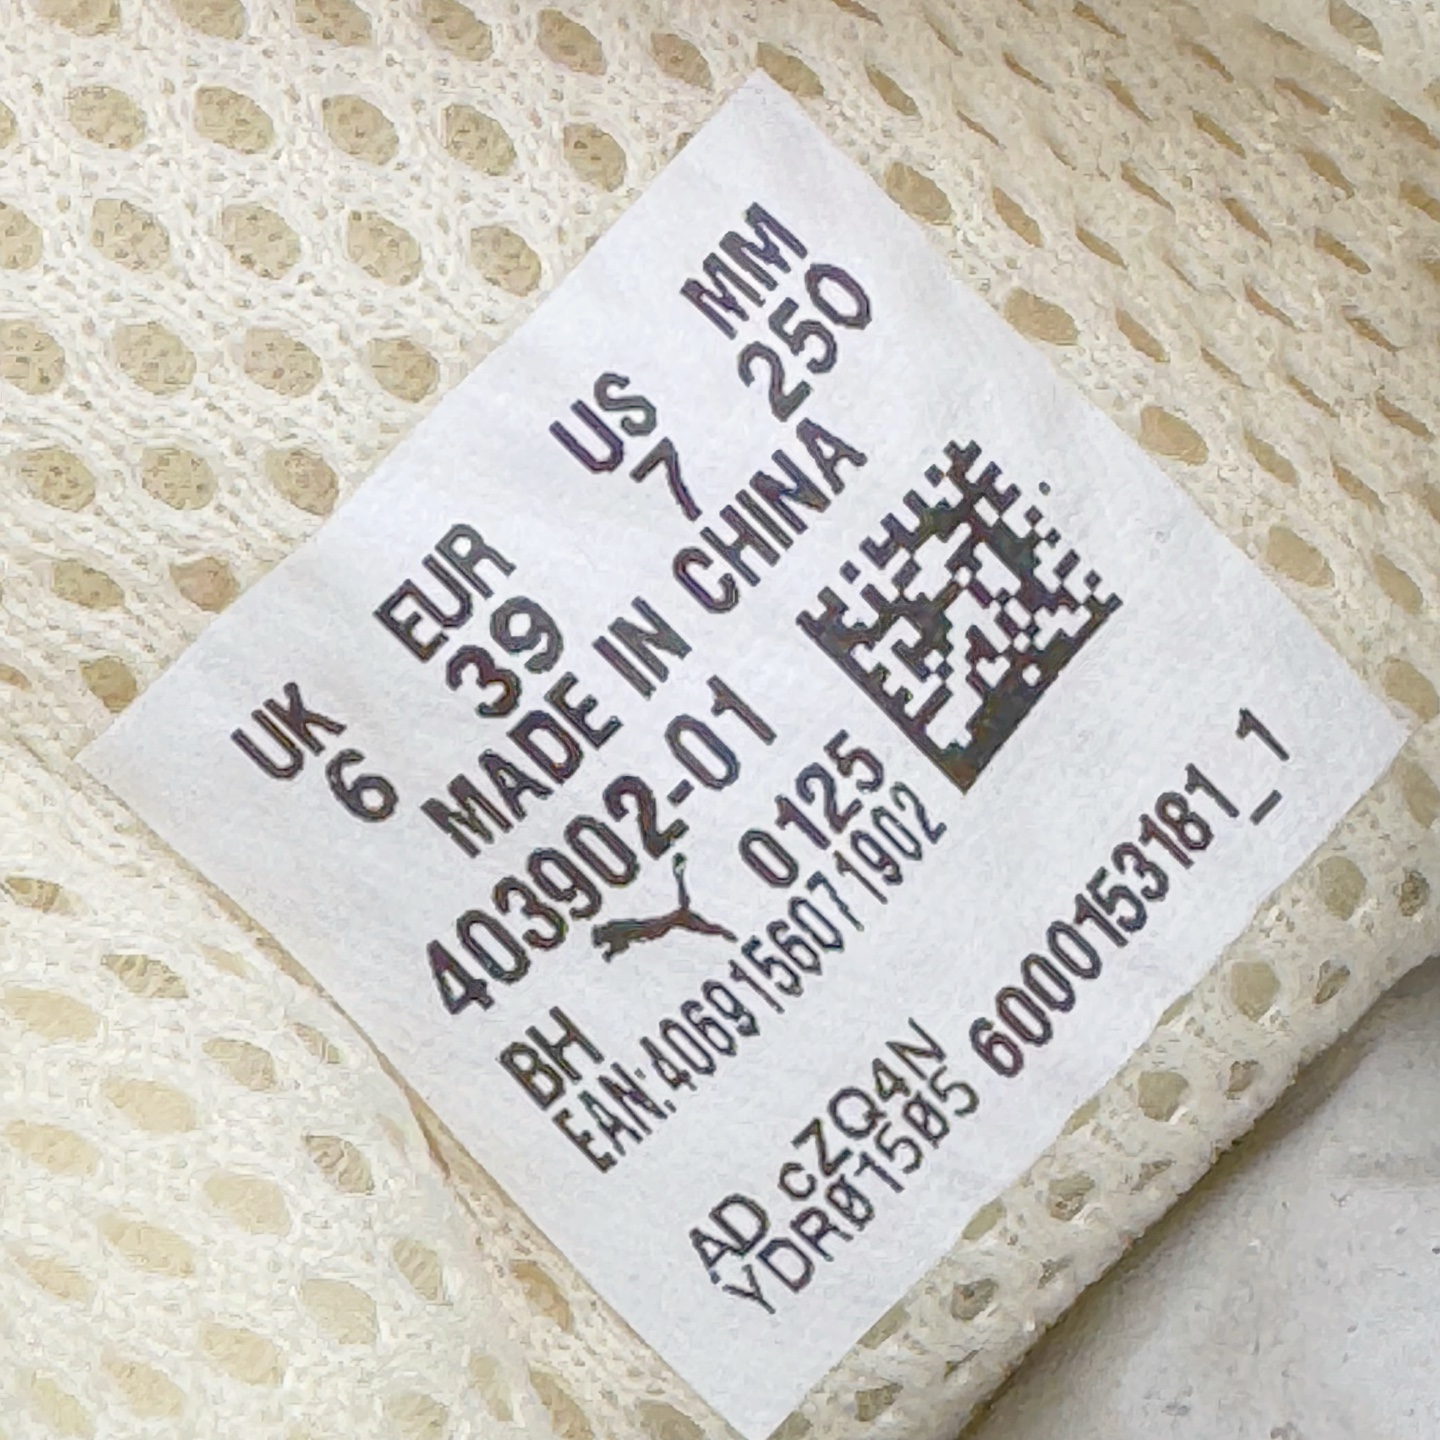 UK EUR US MM
6 39 7 250
MADE IN CHINA
403902-01
0125
BH
EAN:4069156071902
AD cZQ4N
YDR01505 6000153181_1